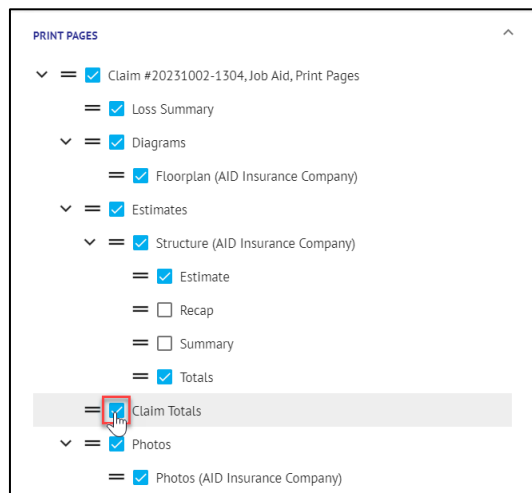 PRINT PAGES
Claim #20231002-1304, Job Aid, Print Pages
Loss Summary
Diagrams
Floorplan (AID Insurance Company)
Estimates
Structure (AID Insurance Company)
Estimate
Recap
Summary
Totals
Claim Totals
Photos
Photos (AID Insurance Company)